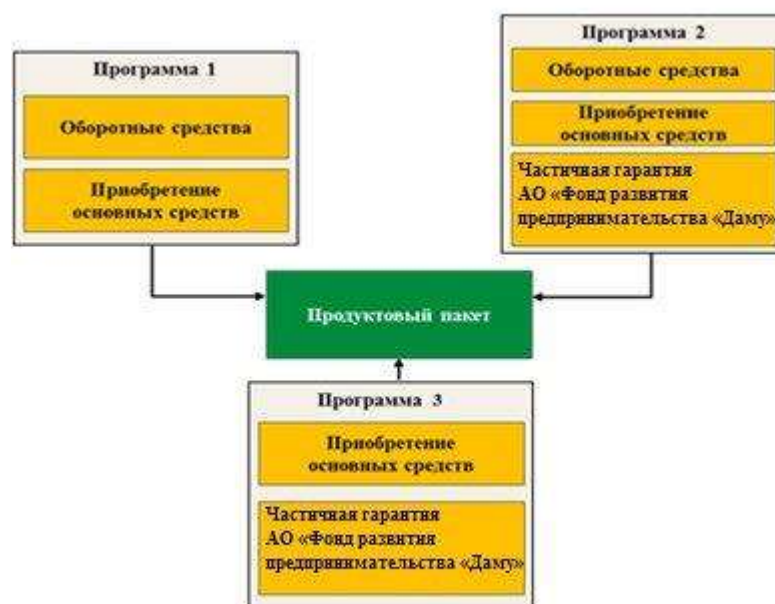 Программа 1
Оборотные средства
Приобретение
основных средств
Программа 2
Оборотные средства
Приобретение
основных средств
Частичная гарантия
АО «Фонд развития
предпринимательства «Даму»
Продуктовый пакет
Программа 3
Приобретение
основных средств
Частичная гарантия
АО «Фонд развития
предпринимательства «Даму»